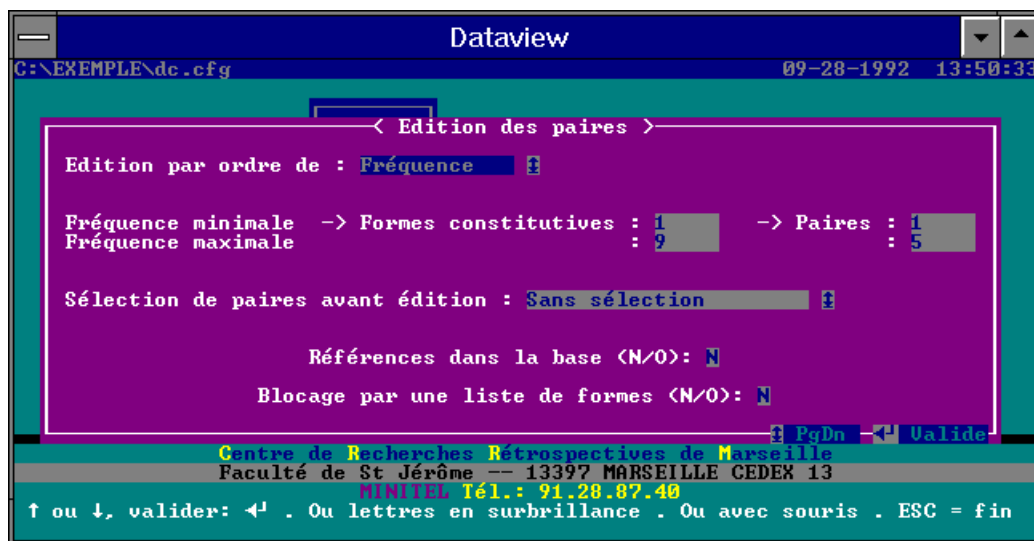 Dataview
C:\EXEMPLE\dc.cfg 09-28-1992 13:50:33
< Edition des paires >
Edition par ordre de : Fréquence
Fréquence minimale -> Formes constitutives : 1 -> Paires : 1
Fréquence maximale : 9 : 5
Sélection de paires avant édition : Sans sélection
Références dans la base (N/O): N
Blocage par une liste de formes (N/O): N
PgDn Valide
Centre de Recherches Rétrospectives de Marseille
Faculté de St Jérôme -- 13397 MARSEILLE CEDEX 13
MINITEL Tél.: 91.28.87.40
↑ ou ↓, valider: ◄┘ . Ou lettres en surbrillance . Ou avec souris . ESC = fin